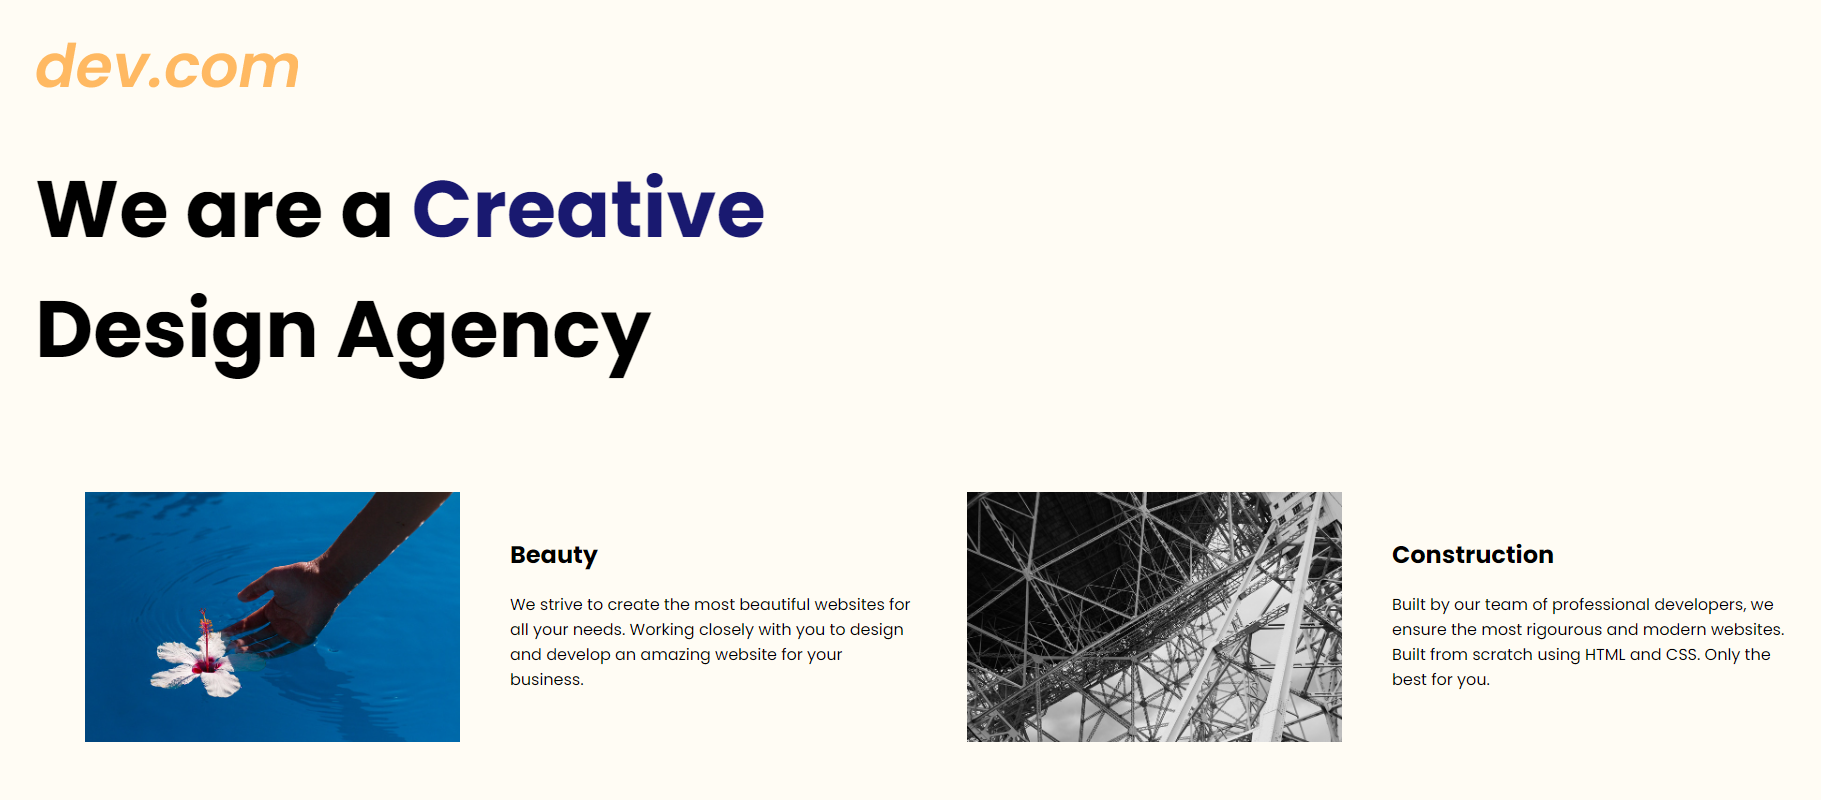 dev.com
We are a Creative
Design Agency
Beauty
We strive to create the most beautiful websites for
all your needs. Working closely with you to design
and develop an amazing website for your
business.
Construction
Built by our team of professional developers, we
ensure the most rigourous and modern websites.
Built from scratch using HTML and CSS. Only the
best for you.